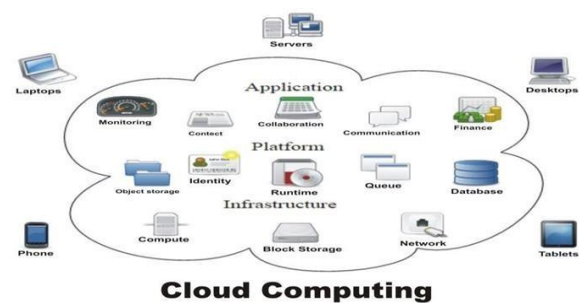 Servers
Laptops
Desktops
Application
Monitoring
Contect
Collaboration
Communication
Finance
Platform
Object storage
Identity
Runtime
Queue
Database
Infrastructure
Compute
Block Storage
Network
Phone
Tablets
Cloud Computing